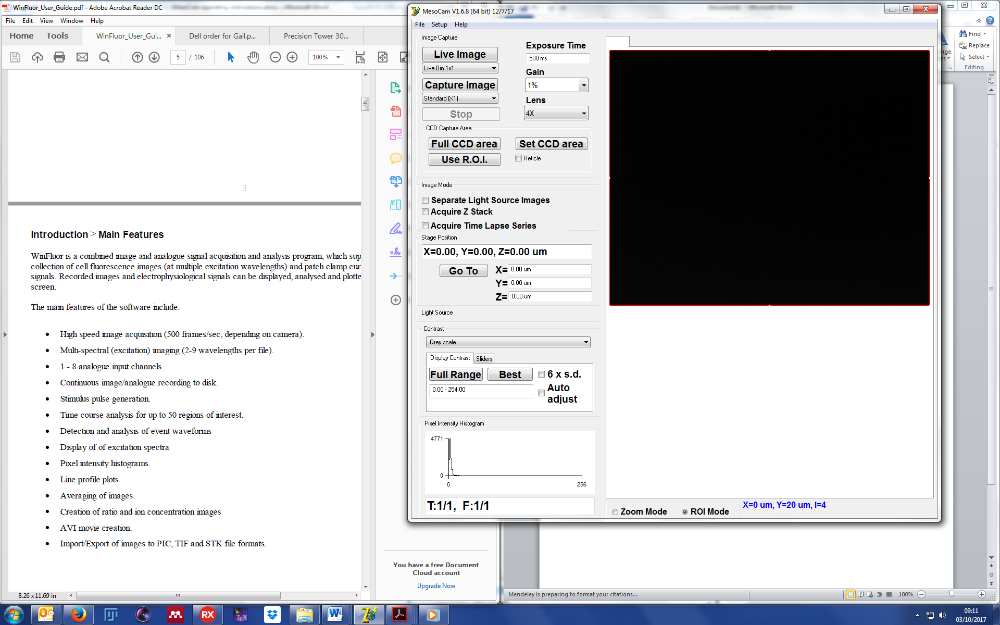 WinFluor_User_Guide.pdf - Adobe Acrobat Reader DC
File Edit View Window Help
Home Tools WinFluor_User_Gui... × Dell order for Gail.p... Precision Tower 30...
5 / 106 100%
3
Introduction > Main Features
WinFluor is a combined image and analogue signal acquisition and analysis program, which sup
collection of cell fluorescence images (at multiple excitation wavelengths) and patch clamp cur
signals. Recorded images and electrophysiological signals can be displayed, analysed and plotte
screen.
The main features of the software include:
• High speed image acquisition (500 frames/sec, depending on camera).
• Multi-spectral (excitation) imaging (2-9 wavelengths per file).
• 1 - 8 analogue input channels.
• Continuous image/analogue recording to disk.
• Stimulus pulse generation.
• Time course analysis for up to 50 regions of interest.
• Detection and analysis of event waveforms
• Display of of excitation spectra
• Pixel intensity histograms.
• Line profile plots.
• Averaging of images.
• Creation of ratio and ion concentration images
• AVI movie creation.
• Import/Export of images to PIC, TIF and STK file formats.
8.26 x 11.69 in
You have a free Document
Cloud account
Upgrade Now
MesoCam V1.6.8 (64 bit) 12/7/17
File Setup Help
Image Capture
Live Image
Live Bin 1x1
Capture Image
Standard (X1)
Stop
Exposure Time
500 ms
Gain
1%
Lens
4X
CCD Capture Area
Full CCD area Set CCD area
Use R.O.I. Reticle
Image Mode
Separate Light Source Images
Acquire Z Stack
Acquire Time Lapse Series
Stage Position
X=0.00, Y=0.00, Z=0.00 um
Go To X= 0.00 um
Y= 0.00 um
Z= 0.00 um
Light Source
Contrast
Grey scale
Display Contrast Sliders
Full Range Best 6 x s.d.
0.00 - 254.00 Auto
adjust
Pixel Intensity Histogram
4771
0
0 256
T:1/1, F:1/1
Zoom Mode ROI Mode X=0 um, Y=20 um, I=4
Find
Replace
Select
Editing
Mendeley is preparing to format your citations...
100%
09:11
03/10/2017